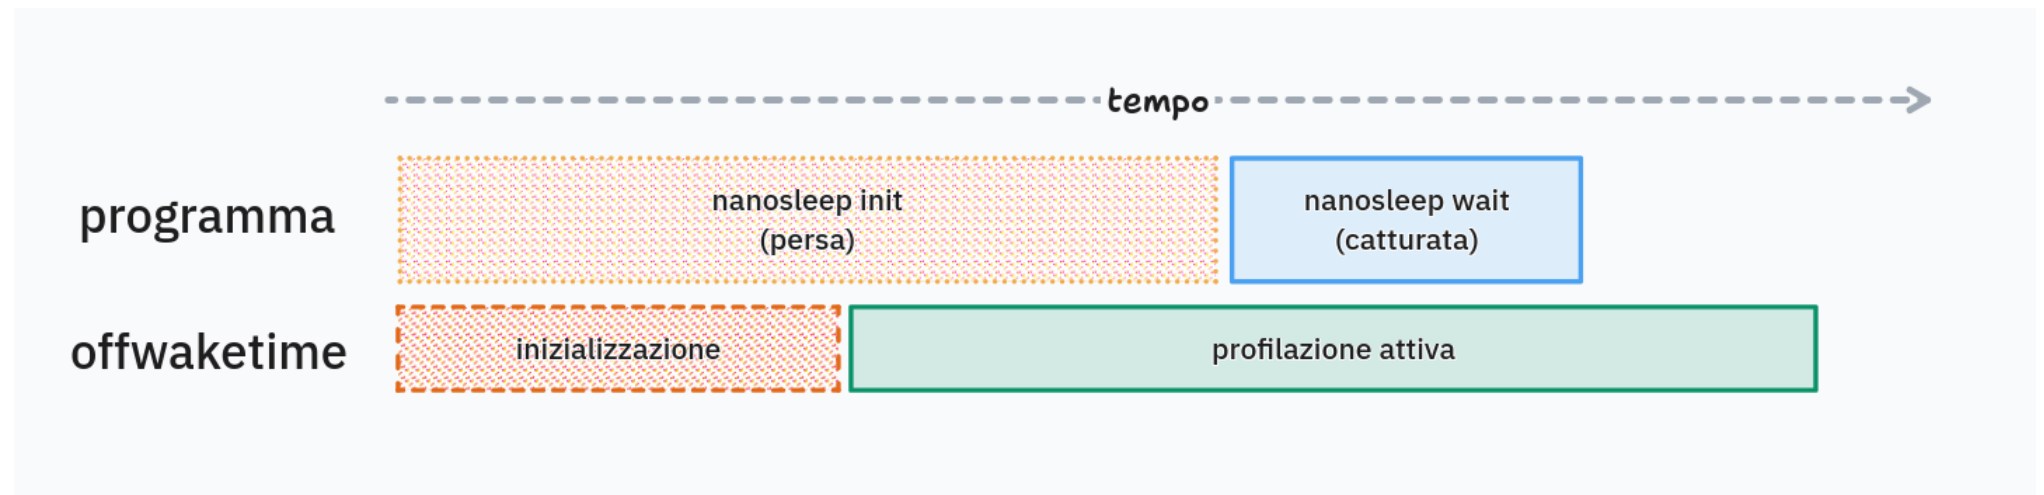 tempo
programma
nanosleep init
(persa)
nanosleep wait
(catturata)
offwaketime
inizializzazione
profilazione attiva